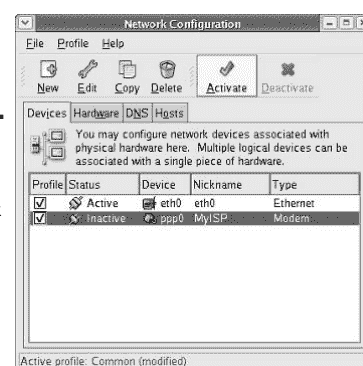 Network Configuration
File Profile Help
New Edit Copy Delete Activate Deactivate
Devices Hardware DNS Hosts
You may configure network devices associated with
physical hardware here. Multiple logical devices can be
associated with a single piece of hardware.
Profile Status Device Nickname Type
Active eth0 eth0 Ethernet
Inactive ppp0 MyISP Modem
Active profile: Common (modified)